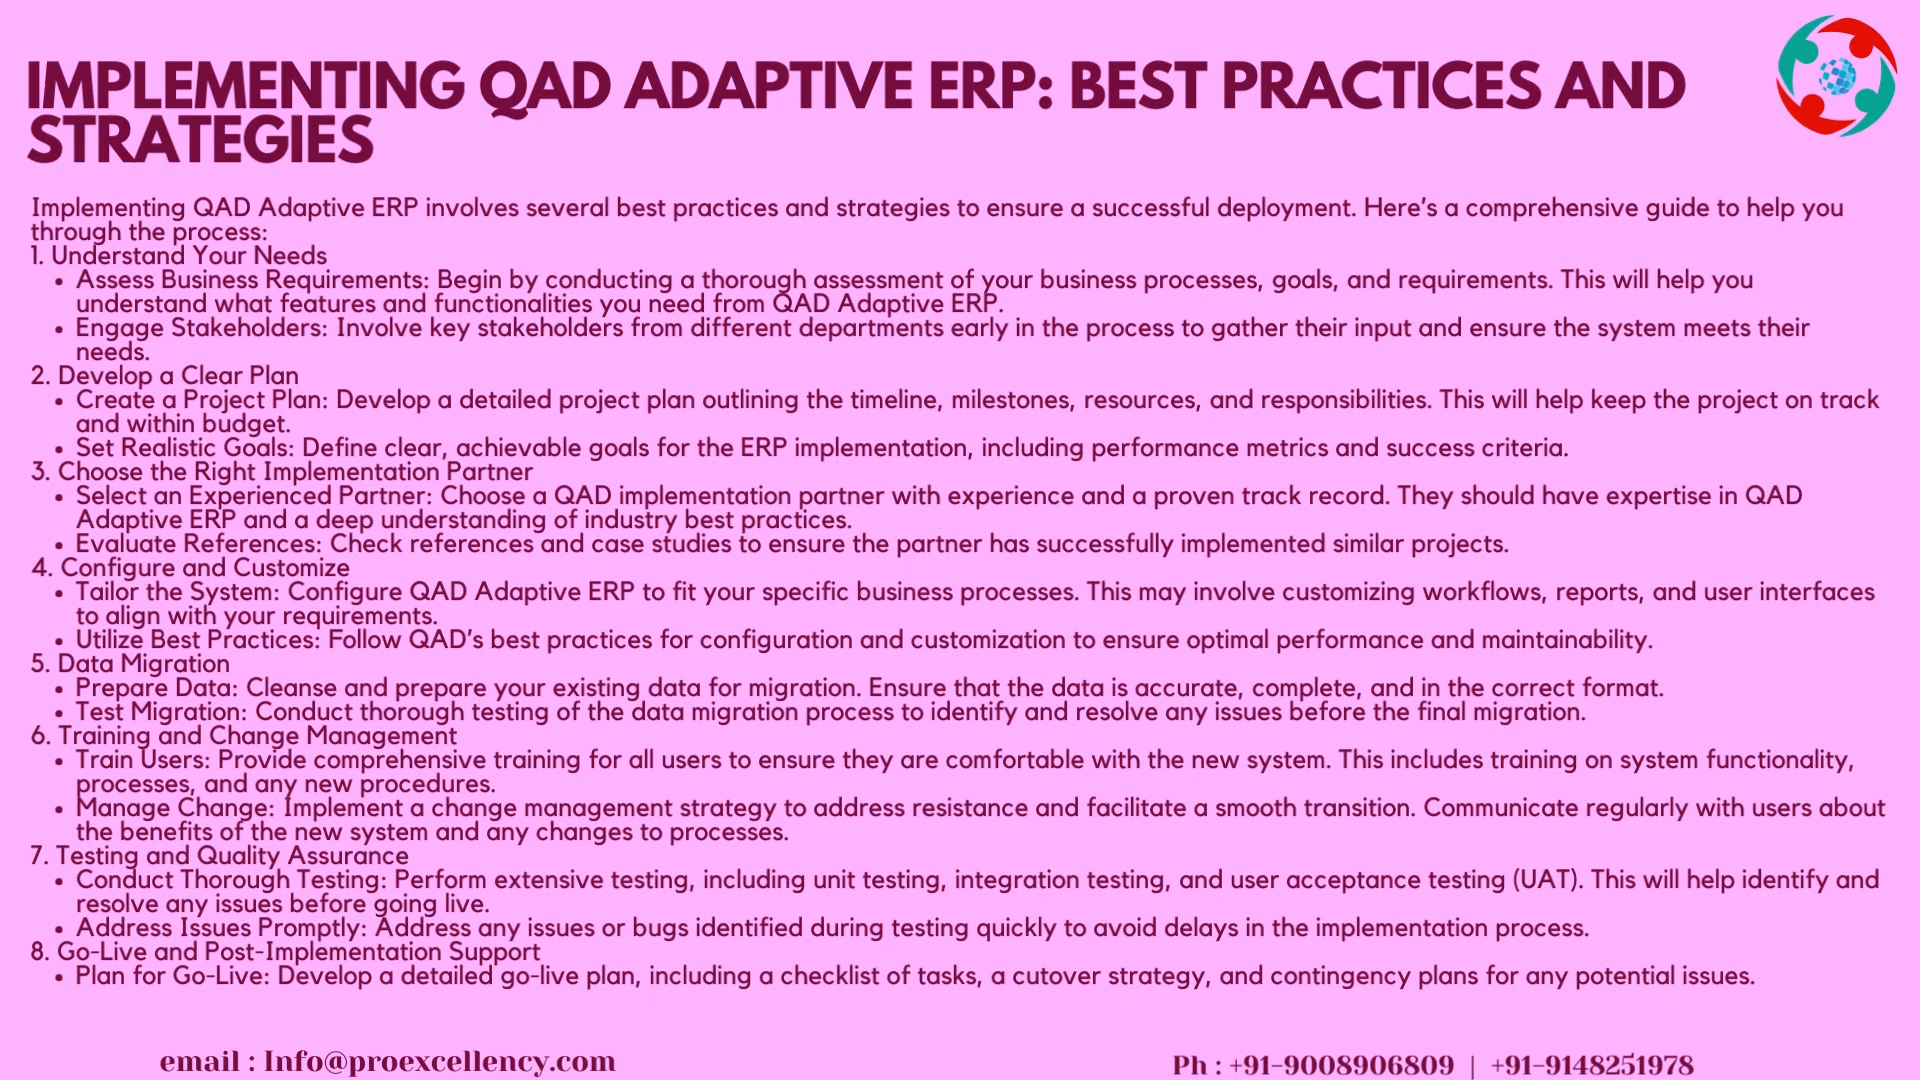 IMPLEMENTING QAD ADAPTIVE ERP: BEST PRACTICES AND
STRATEGIES
Implementing QAD Adaptive ERP involves several best practices and strategies to ensure a successful deployment. Here's a comprehensive guide to help you
through the process:
1. Understand Your Needs
• Assess Business Requirements: Begin by conducting a thorough assessment of your business processes, goals, and requirements. This will help you
understand what features and functionalities you need from QAD Adaptive ERP.
• Engage Stakeholders: Involve key stakeholders from different departments early in the process to gather their input and ensure the system meets their
needs.
2. Develop a Clear Plan
• Create a Project Plan: Develop a detailed project plan outlining the timeline, milestones, resources, and responsibilities. This will help keep the project on track
and within budget.
• Set Realistic Goals: Define clear, achievable goals for the ERP implementation, including performance metrics and success criteria.
3. Choose the Right Implementation Partner
• Select an Experienced Partner: Choose a QAD implementation partner with experience and a proven track record. They should have expertise in QAD
Adaptive ERP and a deep understanding of industry best practices.
• Evaluate References: Check references and case studies to ensure the partner has successfully implemented similar projects.
4. Configure and Customize
• Tailor the System: Configure QAD Adaptive ERP to fit your specific business processes. This may involve customizing workflows, reports, and user interfaces
to align with your requirements.
• Utilize Best Practices: Follow QAD's best practices for configuration and customization to ensure optimal performance and maintainability.
5. Data Migration
• Prepare Data: Cleanse and prepare your existing data for migration. Ensure that the data is accurate, complete, and in the correct format.
• Test Migration: Conduct thorough testing of the data migration process to identify and resolve any issues before the final migration.
6. Training and Change Management
• Train Users: Provide comprehensive training for all users to ensure they are comfortable with the new system. This includes training on system functionality,
processes, and any new procedures.
• Manage Change: Implement a change management strategy to address resistance and facilitate a smooth transition. Communicate regularly with users about
the benefits of the new system and any changes to processes.
7. Testing and Quality Assurance
• Conduct Thorough Testing: Perform extensive testing, including unit testing, integration testing, and user acceptance testing (UAT). This will help identify and
resolve any issues before going live.
• Address Issues Promptly: Address any issues or bugs identified during testing quickly to avoid delays in the implementation process.
8. Go-Live and Post-Implementation Support
• Plan for Go-Live: Develop a detailed go-live plan, including a checklist of tasks, a cutover strategy, and contingency plans for any potential issues.
email : Info@proexcellency.com
Ph : +91-9008906809 | +91-9148251978